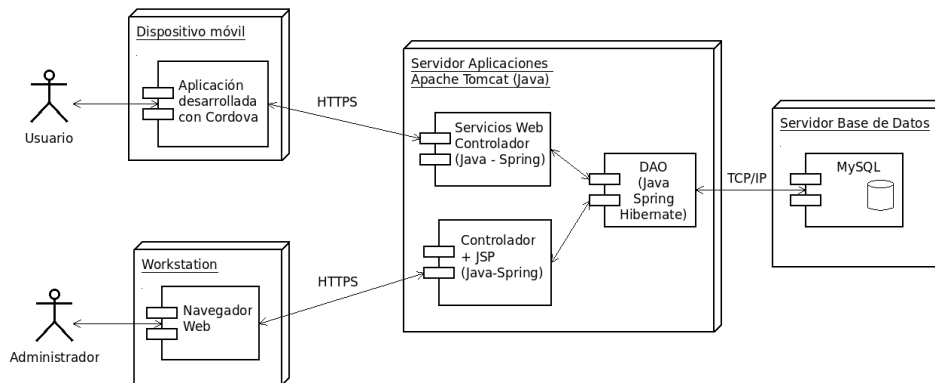 Dispositivo móvil
Aplicación
desarrollada
con Cordova
Usuario
HTTPS
Servidor Aplicaciones
Apache Tomcat (Java)
Servicios Web
Controlador
(Java - Spring)
DAO
(Java
Spring
Hibernate)
TCP/IP
Servidor Base de Datos
MySQL
Controlador
+ JSP
(Java-Spring)
Workstation
HTTPS
Navegador
Web
Administrador